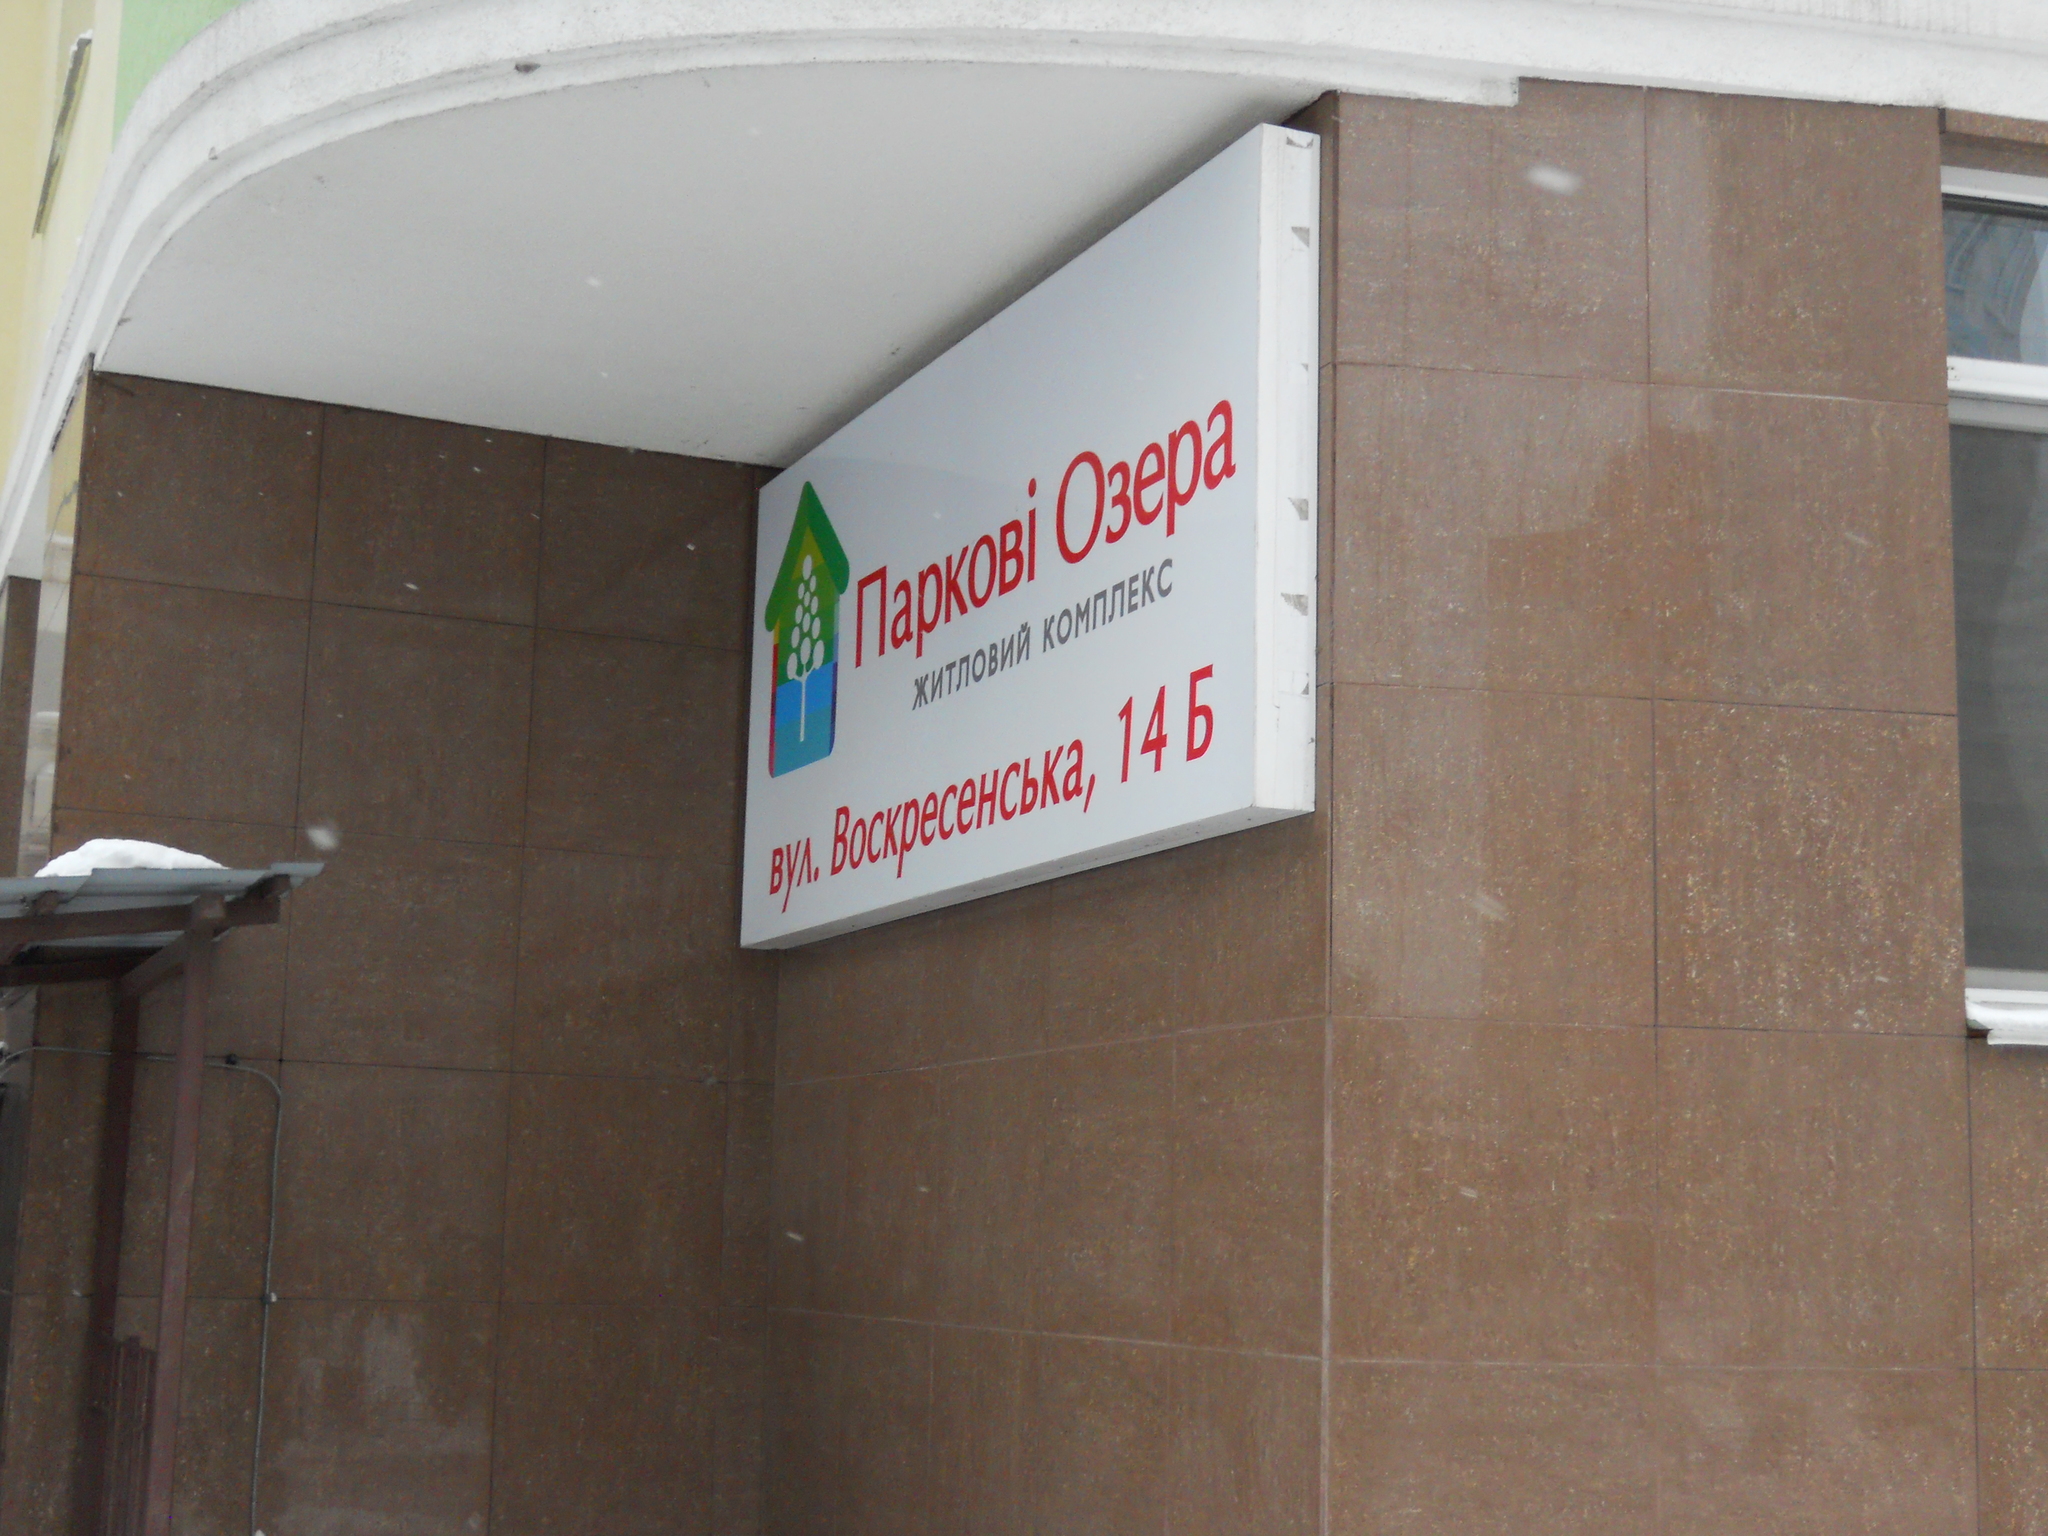 Паркові Озера
ЖИТЛОВИЙ КОМПЛЕКС
вул. Воскресенська, 14 Б